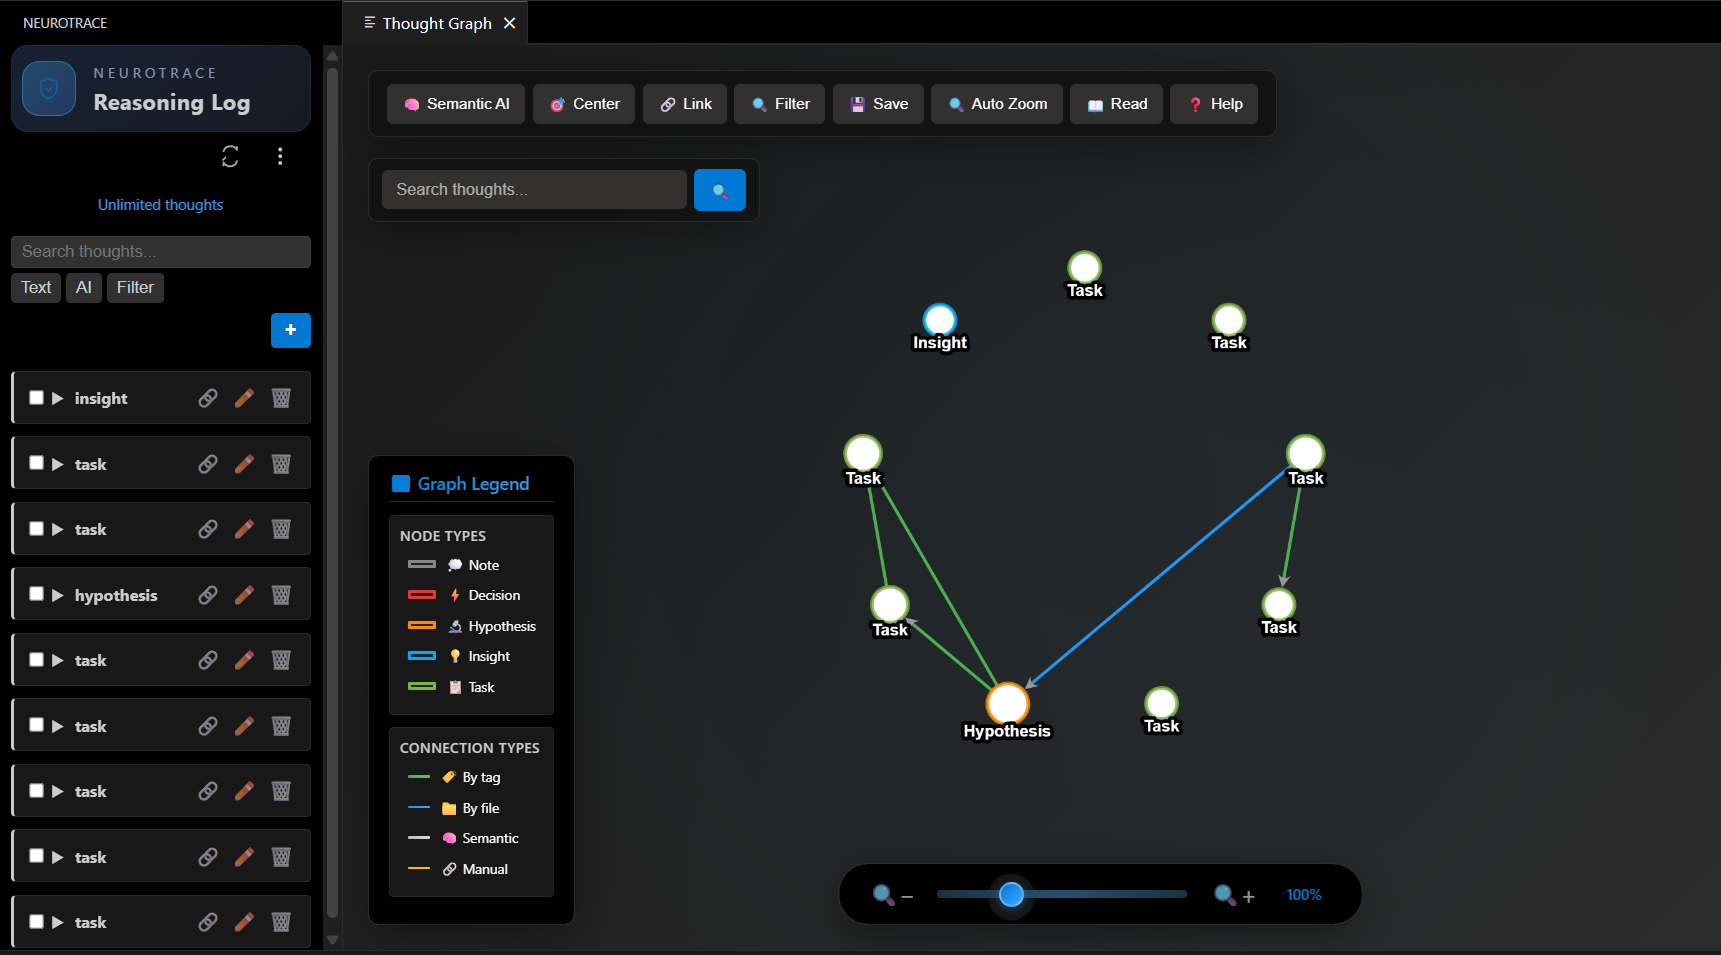 NEUROTRACE
NEUROTRACE
Reasoning Log
Unlimited thoughts
Search thoughts...
Text AI Filter
+
insight
task
task
hypothesis
task
task
task
task
task
Thought Graph
Semantic AI Center Link Filter Save Auto Zoom Read Help
Search thoughts...
Task
Insight
Task
Task
Task
Task
Task
Hypothesis
Task
Graph Legend
NODE TYPES
Note
Decision
Hypothesis
Insight
Task
CONNECTION TYPES
By tag
By file
Semantic
Manual
− + 100%